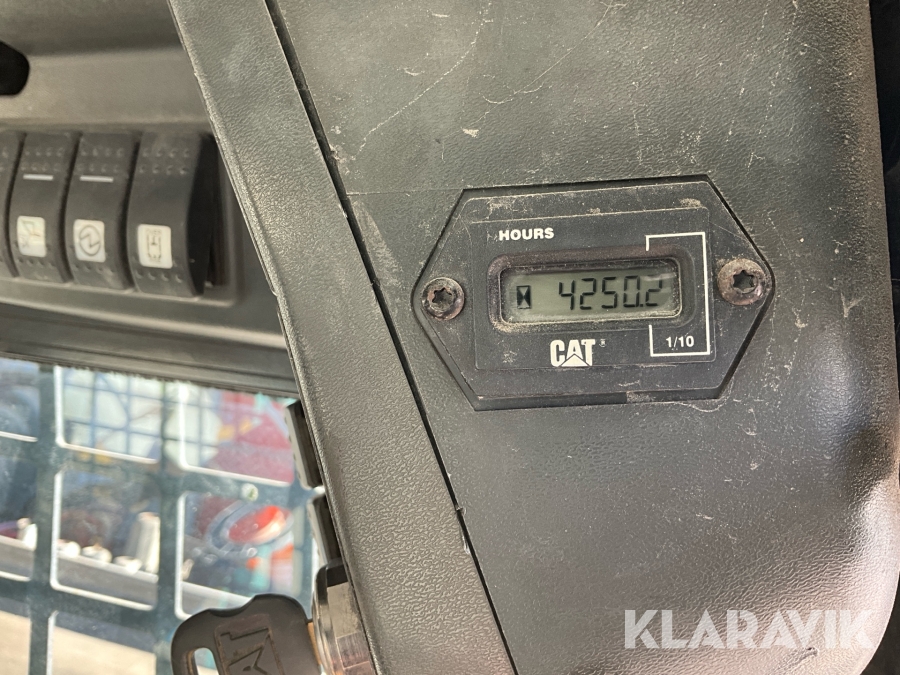 HOURS
4250.2
CAT
1/10
KLARAVIK